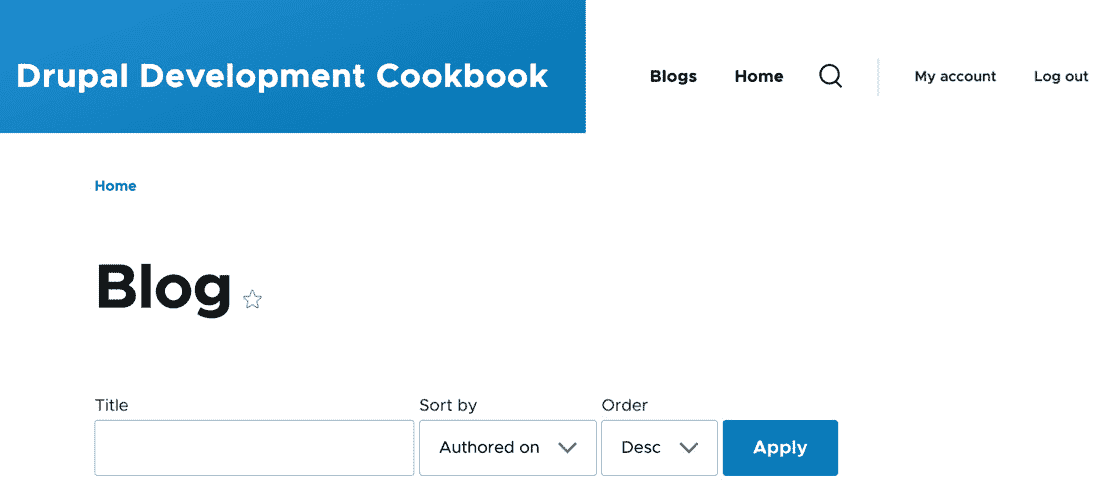 Drupal Development Cookbook
Blogs Home My account Log out
Home
Blog
Title Sort by Order
Authored on Desc Apply